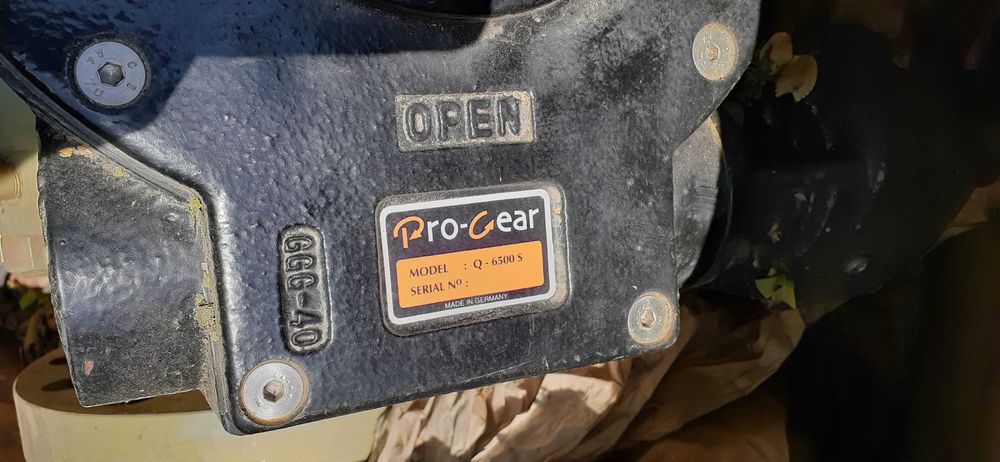 OPEN
Pro-Gear
MODEL : Q - 6500 S
SERIAL Nº :
MADE IN GERMANY
GGG-40